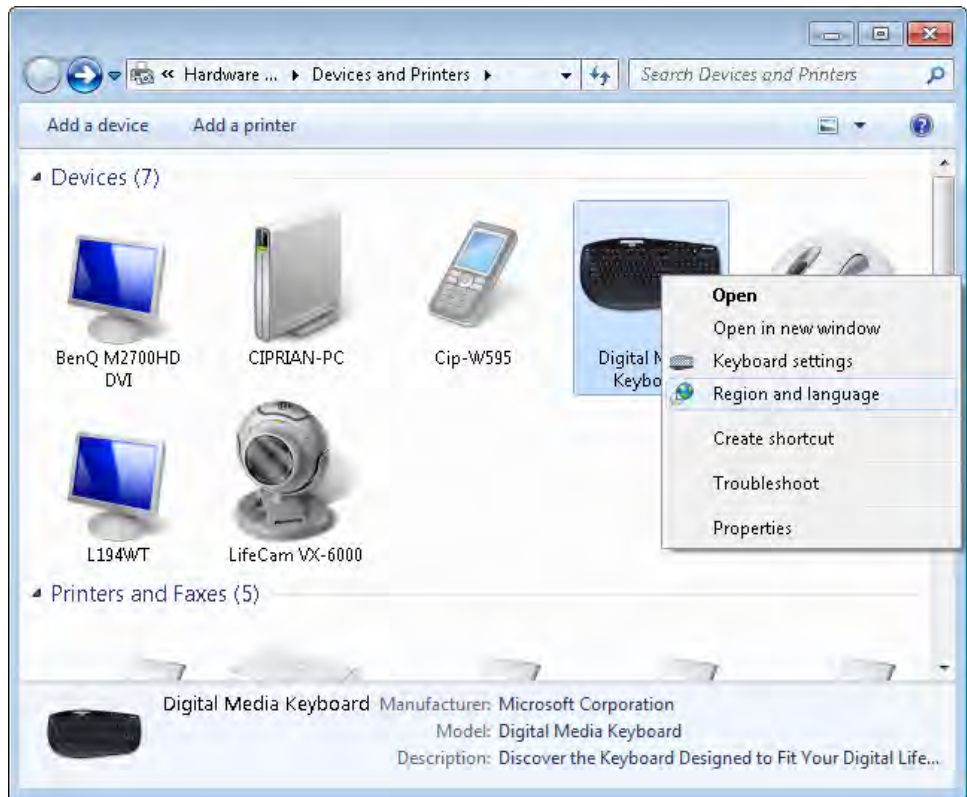 « Hardware ... ▸ Devices and Printers ▸
Search Devices and Printers
Add a device Add a printer
Devices (7)
BenQ M2700HD
DVI
CIPRIAN-PC
Cip-W595
Digital M
Keybo
Open
Open in new window
Keyboard settings
Region and language
Create shortcut
Troubleshoot
Properties
L194WT
LifeCam VX-6000
Printers and Faxes (5)
Digital Media Keyboard Manufacturer: Microsoft Corporation
Model: Digital Media Keyboard
Description: Discover the Keyboard Designed to Fit Your Digital Life...